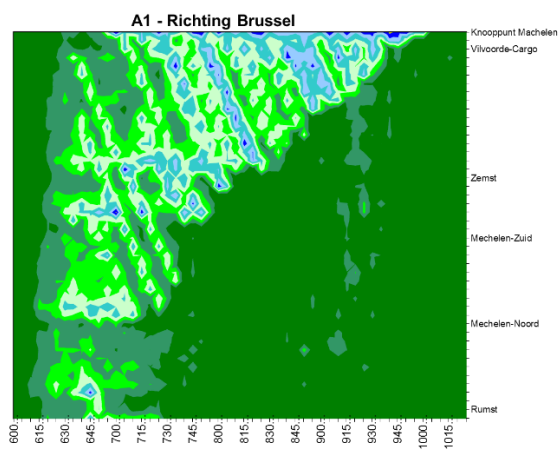 A1 - Richting Brussel
Knooppunt Machelen
Vilvoorde-Cargo
Zemst
Mechelen-Zuid
Mechelen-Noord
Rumst
600. 615. 630. 645. 700. 715. 730. 745. 800. 815. 830. 845. 900. 915. 930. 945. 1000. 1015.